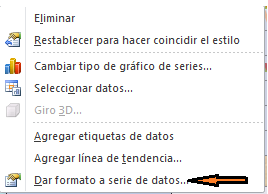 Eliminar
Restablecer para hacer coincidir el estilo
Cambiar tipo de gráfico de series...
Seleccionar datos...
Giro 3D...
Agregar etiquetas de datos
Agregar línea de tendencia...
Dar formato a serie de datos...